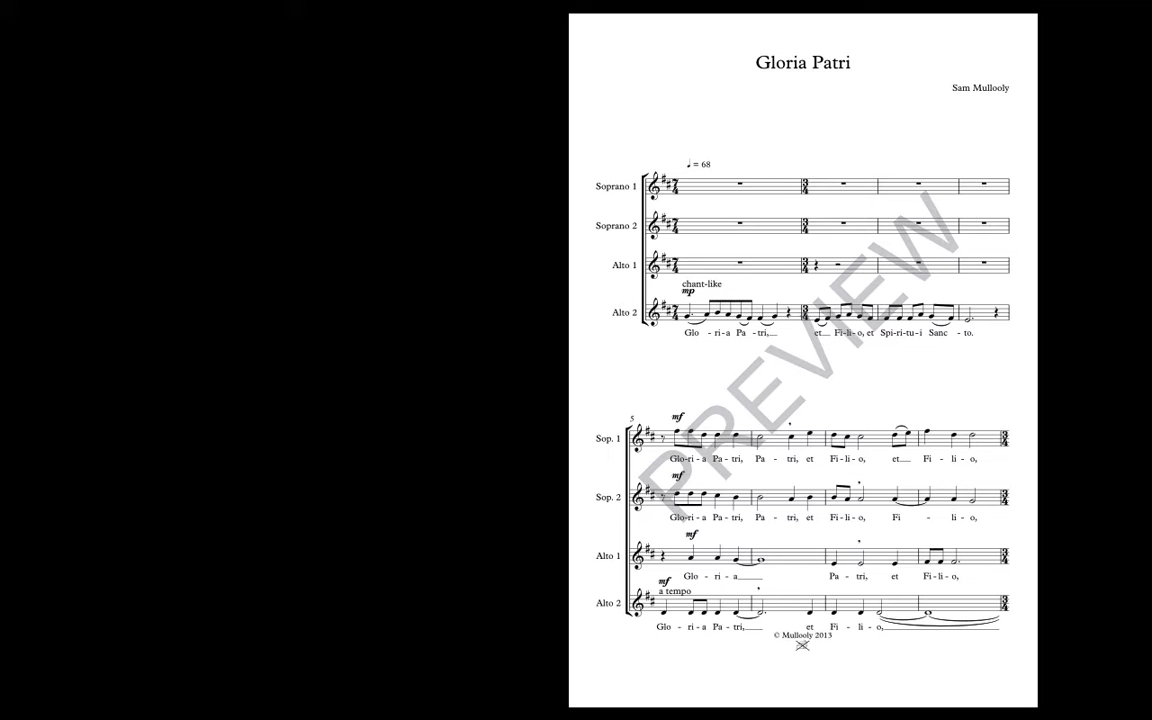 Gloria Patri
Sam Mullooly
♩ = 68
Soprano 1
Soprano 2
Alto 1
chant-like
mp
Alto 2
Glo - ri-a Pa - tri, et Fi-li-o, et Spi-ri-tu-i Sanc - to.
PREVIEW
5
mf
Sop. 1
Glo-ri-a Pa-tri, Pa - tri, et Fi-li-o, et Fi - li-o,
mf
Sop. 2
Glo-ri-a Pa-tri, Pa - tri, et Fi-li-o, Fi - li-o,
mf
Alto 1
Glo - ri-a Pa-tri, et Fi-li-o,
mf
a tempo
Alto 2
Glo - ri-a Pa-tri, et Fi - li-o,
© Mullooly 2013